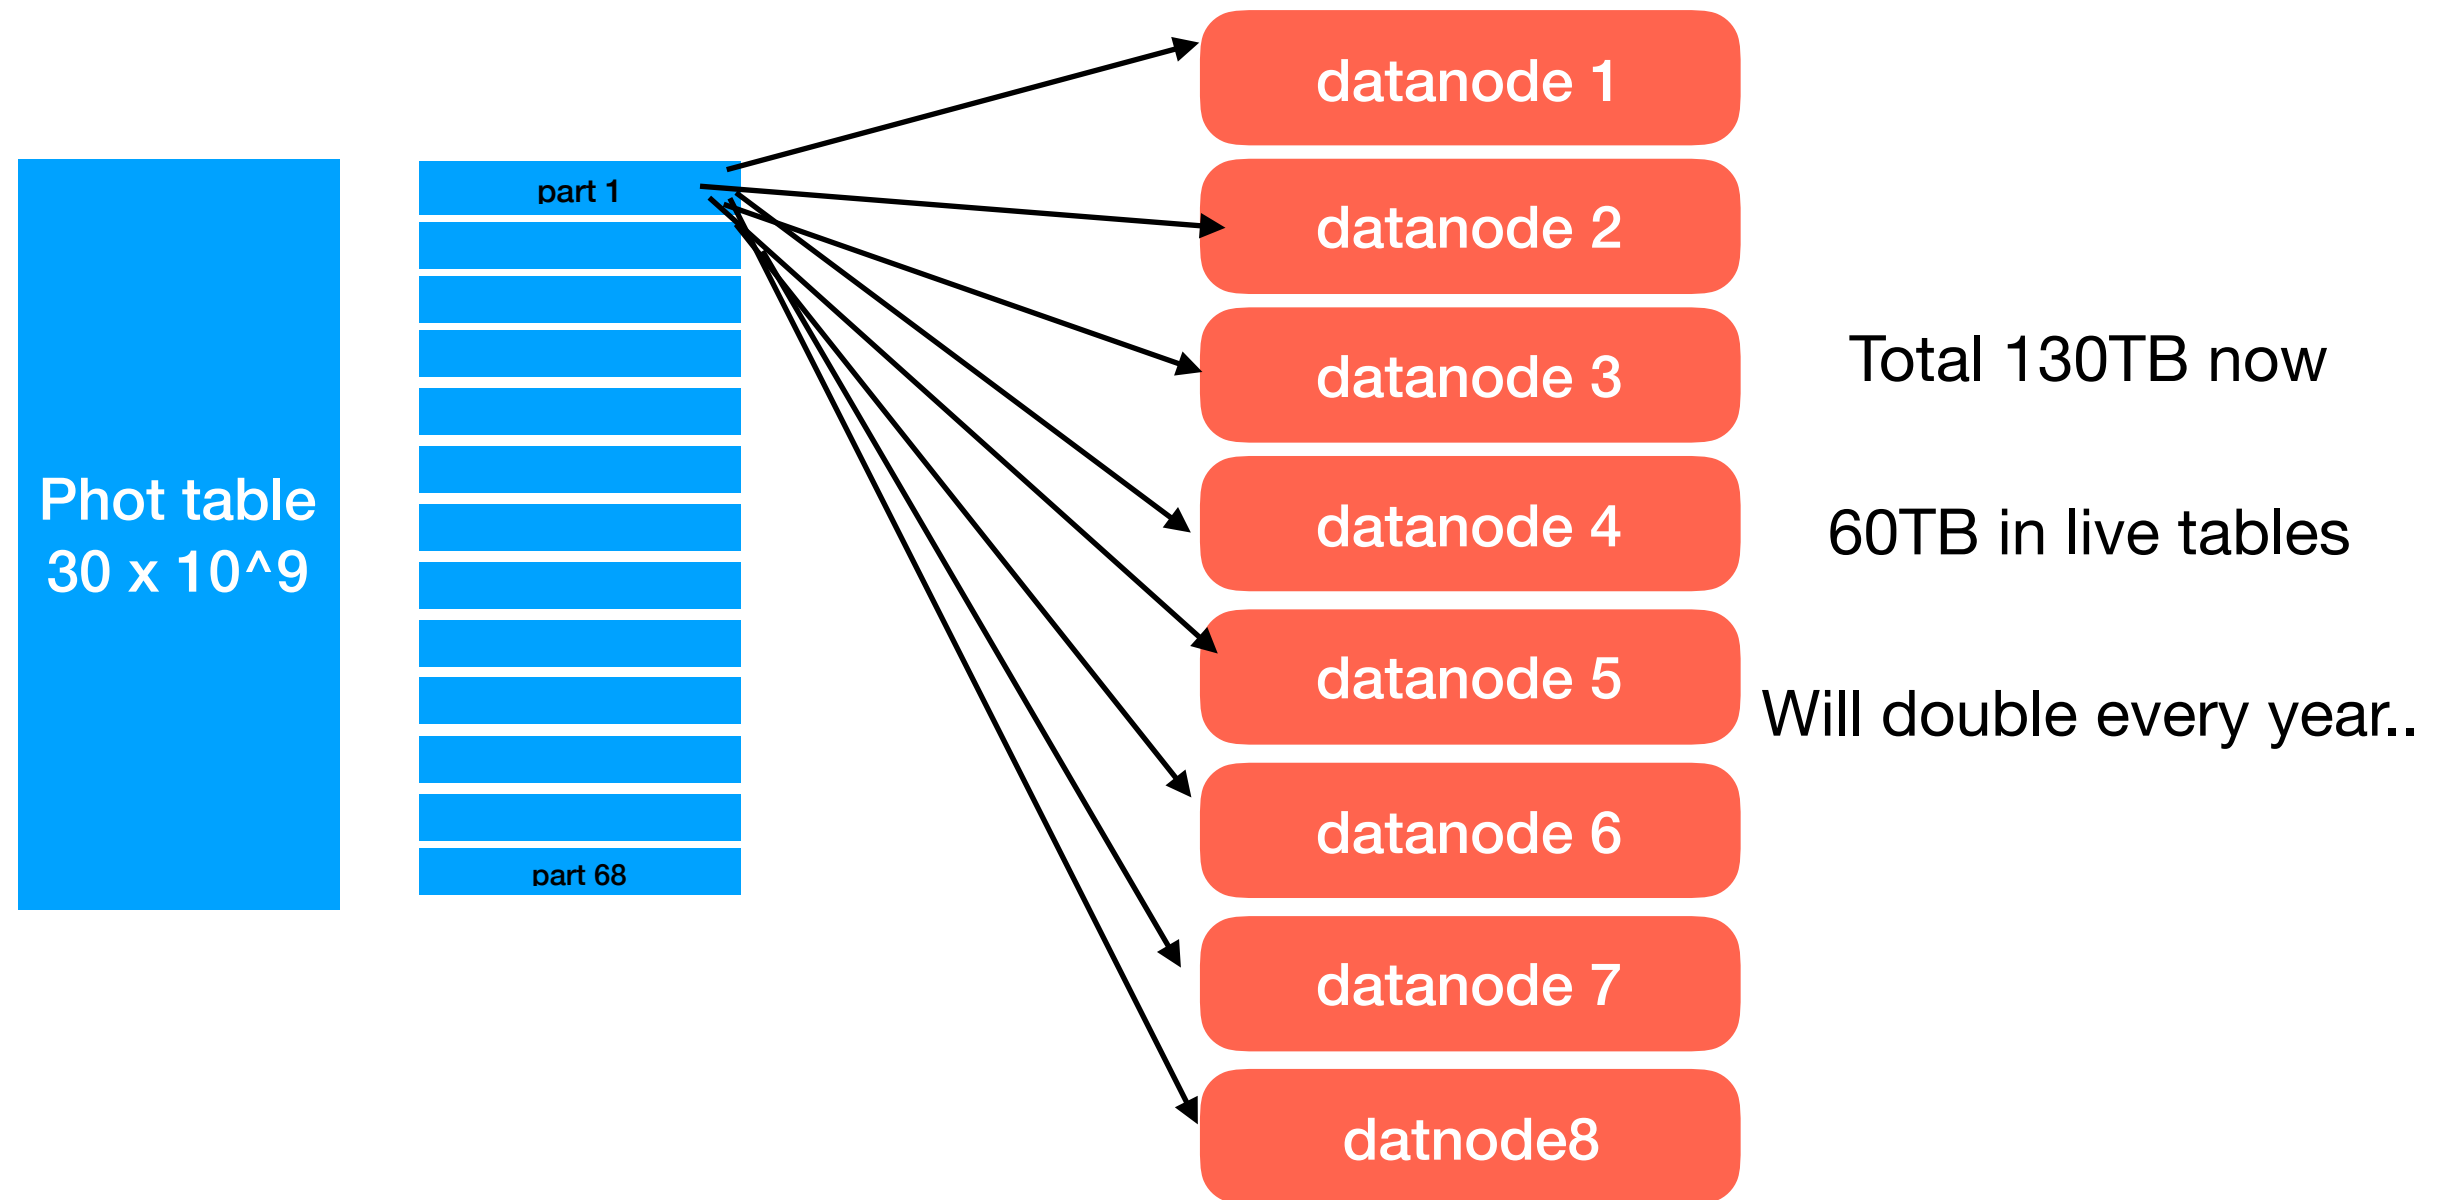 Phot table
30 x 10^9
part 1
part 68
datanode 1
datanode 2
datanode 3
datanode 4
datanode 5
datanode 6
datanode 7
datnode8
Total 130TB now
60TB in live tables
Will double every year..